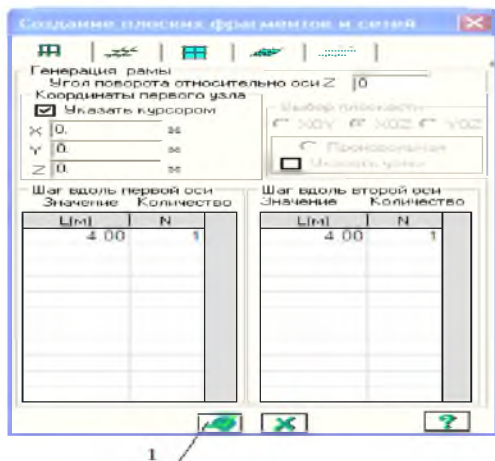 Создание плоских фрагментов и сетей
Генерация рамы
Угол поворота относительно оси Z 0
Координаты первого узла
Указать курсором
X 0. м
Y 0. м
Z 0. м
Выбор плоскости
XOY XOZ YOZ
Произвольная
Указать узлы
Шаг вдоль первой оси
Значение Количество
L(м) N
4.00 1
Шаг вдоль второй оси
Значение Количество
L(м) N
4.00 1
?
1